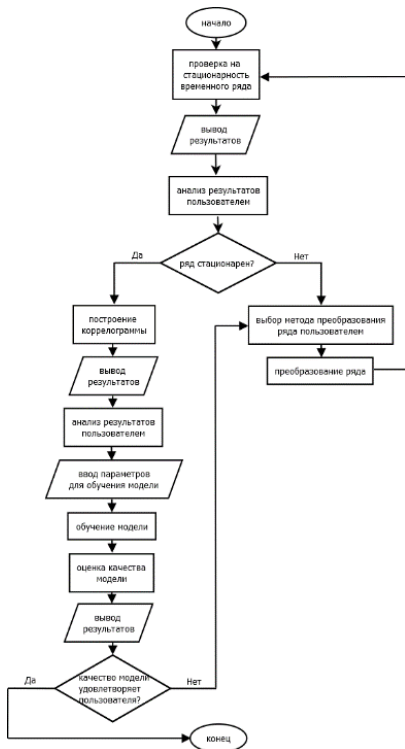 начало
проверка на
стационарность
временного ряда
вывод
результатов
анализ результатов
пользователем
Да
ряд стационарен?
Нет
построение
коррелограммы
выбор метода преобразования
ряда пользователем
вывод
результатов
преобразование ряда
анализ результатов
пользователем
ввод параметров
для обучения модели
обучение модели
оценка качества
модели
вывод
результатов
Да
качество модели
удовлетворяет
пользователя?
Нет
конец